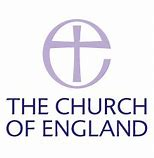 THE CHURCH
OF ENGLAND